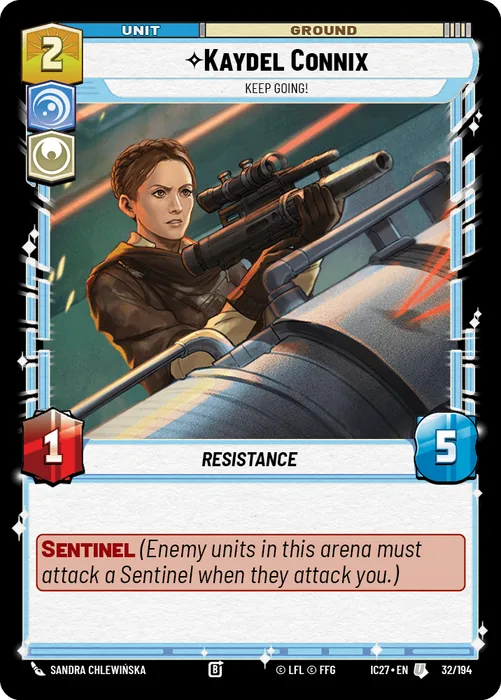 UNIT
GROUND
2
✧KAYDEL CONNIX
KEEP GOING!
1
RESISTANCE
5
SENTINEL (Enemy units in this arena must
attack a Sentinel when they attack you.)
SANDRA CHLEWIŃSKA
B
© LFL © FFG
IC27•EN
U
32/194